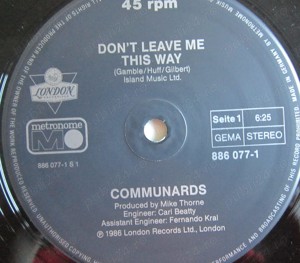 45 rpm
DON'T LEAVE ME
THIS WAY
(Gamble/Huff/Gilbert)
Island Music Ltd.
LONDON
metronome
886 077-1 S 1
Seite 1 6:25
GEMA STEREO
886 077-1
COMMUNARDS
Produced by Mike Thorne
Engineer: Carl Beatty
Assistant Engineer: Fernando Kral
℗ 1986 London Records Ltd., London